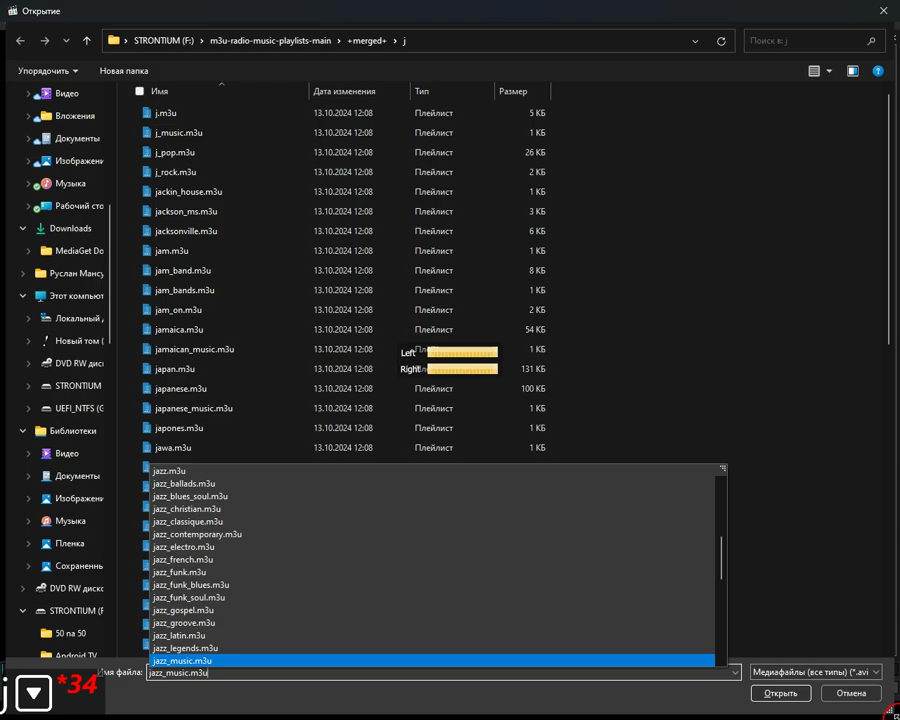 Открытие
STRONTIUM (F:) › m3u-radio-music-playlists-main › +merged+ › j
Поиск в: j
Упорядочить Новая папка
Имя Дата изменения Тип Размер
Видео
Вложения
Документы
Изображени
Музыка
Рабочий сто
Downloads
MediaGet Do
Руслан Мансу
Этот компьют
Локальный д
Новый том (
DVD RW диск
STRONTIUM
UEFI_NTFS (
Библиотеки
Видео
Документы
Изображени
Музыка
Пленка
Сохраненны
DVD RW диско
STRONTIUM (F
50 na 50
Android TV
j.m3u 13.10.2024 12:08 Плейлист 5 КБ
j_music.m3u 13.10.2024 12:08 Плейлист 1 КБ
j_pop.m3u 13.10.2024 12:08 Плейлист 26 КБ
j_rock.m3u 13.10.2024 12:08 Плейлист 2 КБ
jackin_house.m3u 13.10.2024 12:08 Плейлист 1 КБ
jackson_ms.m3u 13.10.2024 12:08 Плейлист 3 КБ
jacksonville.m3u 13.10.2024 12:08 Плейлист 6 КБ
jam.m3u 13.10.2024 12:08 Плейлист 1 КБ
jam_band.m3u 13.10.2024 12:08 Плейлист 8 КБ
jam_bands.m3u 13.10.2024 12:08 Плейлист 1 КБ
jam_on.m3u 13.10.2024 12:08 Плейлист 2 КБ
jamaica.m3u 13.10.2024 12:08 Плейлист 54 КБ
jamaican_music.m3u 13.10.2024 12:08 Плейлист 1 КБ
japan.m3u 13.10.2024 12:08 Плейлист 131 КБ
japanese.m3u 13.10.2024 12:08 Плейлист 100 КБ
japanese_music.m3u 13.10.2024 12:08 Плейлист 1 КБ
japones.m3u 13.10.2024 12:08 Плейлист 1 КБ
jawa.m3u 13.10.2024 12:08 Плейлист 1 КБ
Left
Right
jazz.m3u
jazz_ballads.m3u
jazz_blues_soul.m3u
jazz_christian.m3u
jazz_classique.m3u
jazz_contemporary.m3u
jazz_electro.m3u
jazz_french.m3u
jazz_funk.m3u
jazz_funk_blues.m3u
jazz_funk_soul.m3u
jazz_gospel.m3u
jazz_groove.m3u
jazz_latin.m3u
jazz_legends.m3u
jazz_music.m3u
Имя файла: jazz_music.m3u
Медиафайлы (все типы) (*.avi
j *34
Открыть Отмена